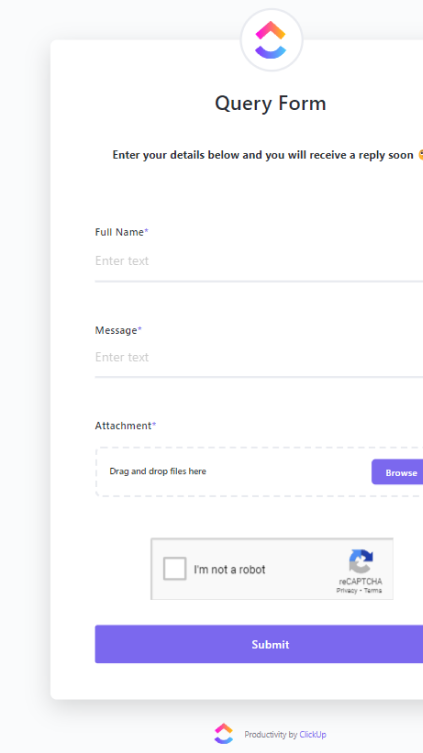 Query Form
Enter your details below and you will receive a reply soon
Full Name*
Enter text
Message*
Enter text
Attachment*
Drag and drop files here
Browse
I'm not a robot
reCAPTCHA
Privacy - Terms
Submit
Productivity by ClickUp